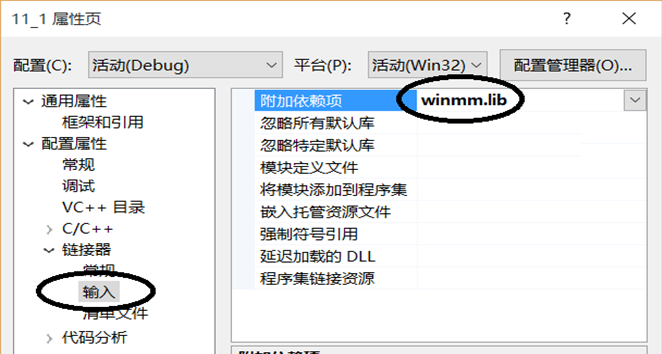 11_1 属性页
? ×
配置(C): 活动(Debug) 平台(P): 活动(Win32) 配置管理器(O)...
通用属性
框架和引用
配置属性
常规
调试
VC++ 目录
C/C++
链接器
常规
输入
清单文件
代码分析
附加依赖项 winmm.lib
忽略所有默认库
忽略特定默认库
模块定义文件
将模块添加到程序集
嵌入托管资源文件
强制符号引用
延迟加载的 DLL
程序集链接资源
附加依赖项